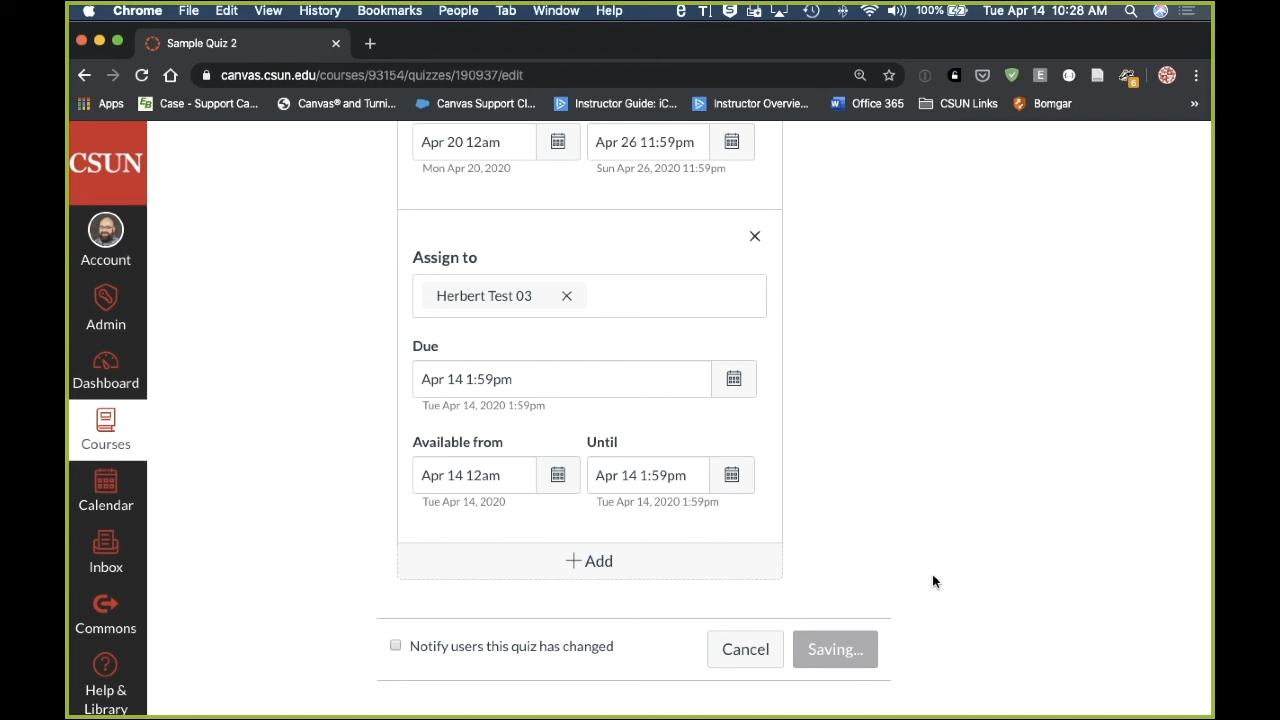 Chrome File Edit View History Bookmarks People Tab Window Help 100% Tue Apr 14 10:28 AM
Sample Quiz 2
canvas.csun.edu/courses/93154/quizzes/190937/edit
E
6
Apps Case - Support Ca... Canvas® and Turni... Canvas Support Cl... Instructor Guide: iC... Instructor Overvie... Office 365 CSUN Links Bomgar »
CSUN
Account
Admin
Dashboard
Courses
Calendar
Inbox
Commons
Help &
Library
Apr 20 12am Apr 26 11:59pm
Mon Apr 20, 2020 Sun Apr 26, 2020 11:59pm
Assign to
Herbert Test 03
Due
Apr 14 1:59pm
Tue Apr 14, 2020 1:59pm
Available from Until
Apr 14 12am Apr 14 1:59pm
Tue Apr 14, 2020 Tue Apr 14, 2020 1:59pm
+ Add
Notify users this quiz has changed Cancel Saving...